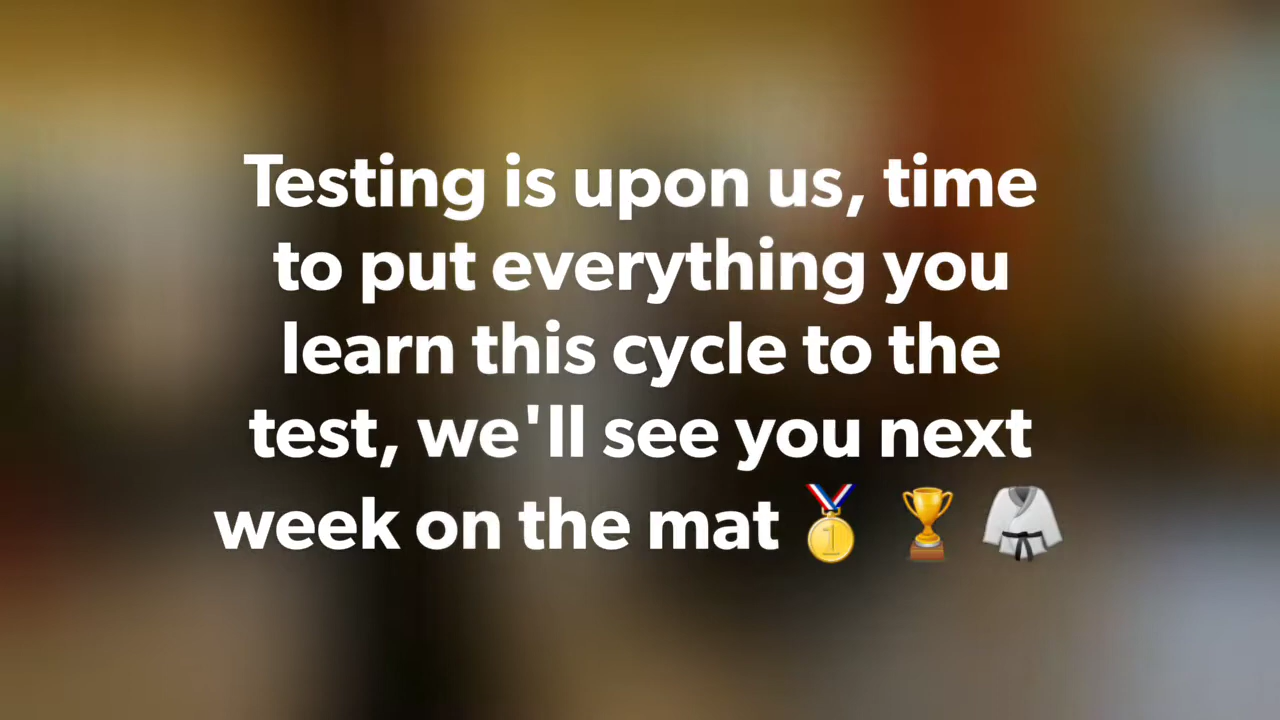 Testing is upon us, time
to put everything you
learn this cycle to the
test, we'll see you next
week on the mat 🥇 🏆 🥋